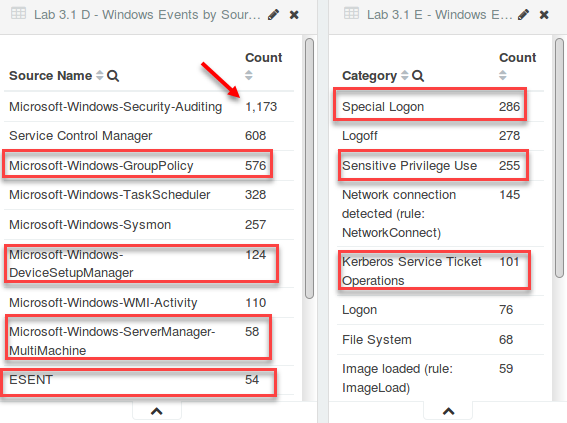 Lab 3.1 D - Windows Events by Sour...
Count
Source Name
Microsoft-Windows-Security-Auditing 1,173
Service Control Manager 608
Microsoft-Windows-GroupPolicy 576
Microsoft-Windows-TaskScheduler 328
Microsoft-Windows-Sysmon 257
Microsoft-Windows- 124
DeviceSetupManager
Microsoft-Windows-WMI-Activity 110
Microsoft-Windows-ServerManager- 58
MultiMachine
ESENT 54
Lab 3.1 E - Windows E...
Count
Category
Special Logon 286
Logoff 278
Sensitive Privilege Use 255
Network connection 145
detected (rule:
NetworkConnect)
Kerberos Service Ticket 101
Operations
Logon 76
File System 68
Image loaded (rule: 59
ImageLoad)